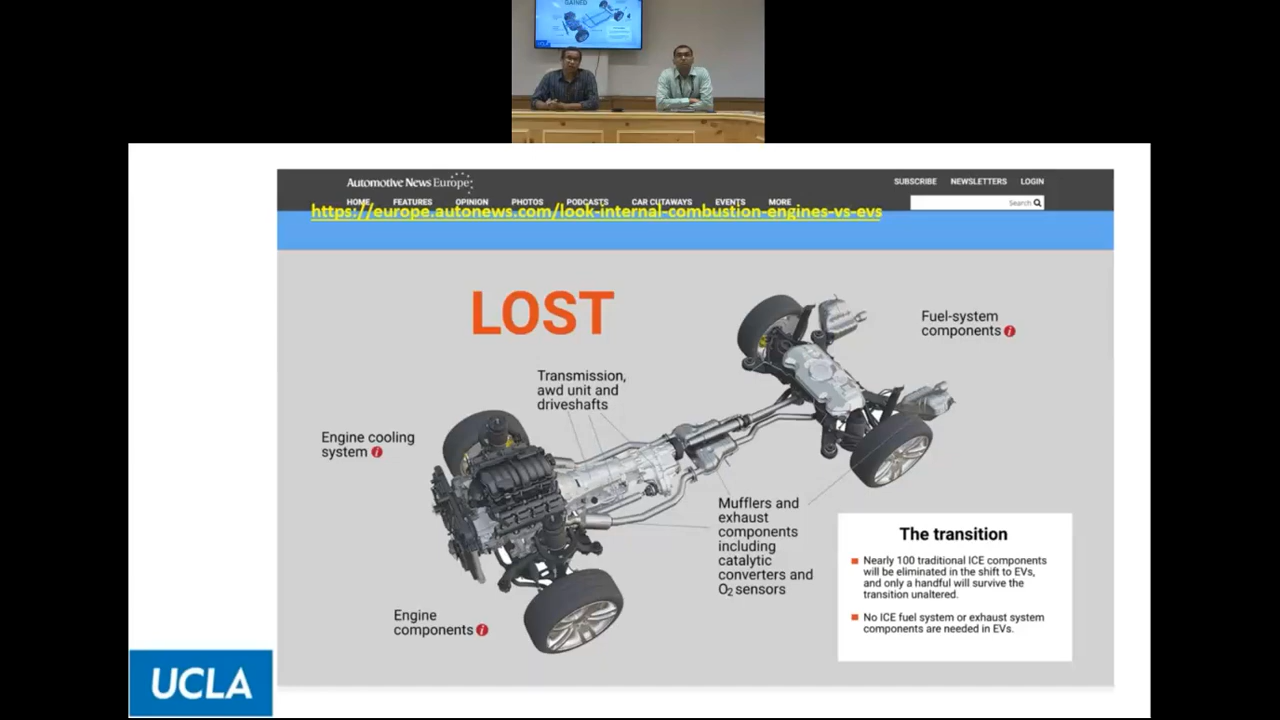 GAINED
Automotive News Europe
SUBSCRIBE NEWSLETTERS LOGIN
HOME FEATURES OPINION PHOTOS PODCASTS CAR CUTAWAYS EVENTS MORE
Search
https://europe.autonews.com/look-internal-combustion-engines-vs-evs
LOST
Fuel-system
components
Transmission,
awd unit and
driveshafts
Engine cooling
system
Mufflers and
exhaust
components
including
catalytic
converters and
O2 sensors
Engine
components
The transition
Nearly 100 traditional ICE components
will be eliminated in the shift to EVs,
and only a handful will survive the
transition unaltered.
No ICE fuel system or exhaust system
components are needed in EVs.
UCLA